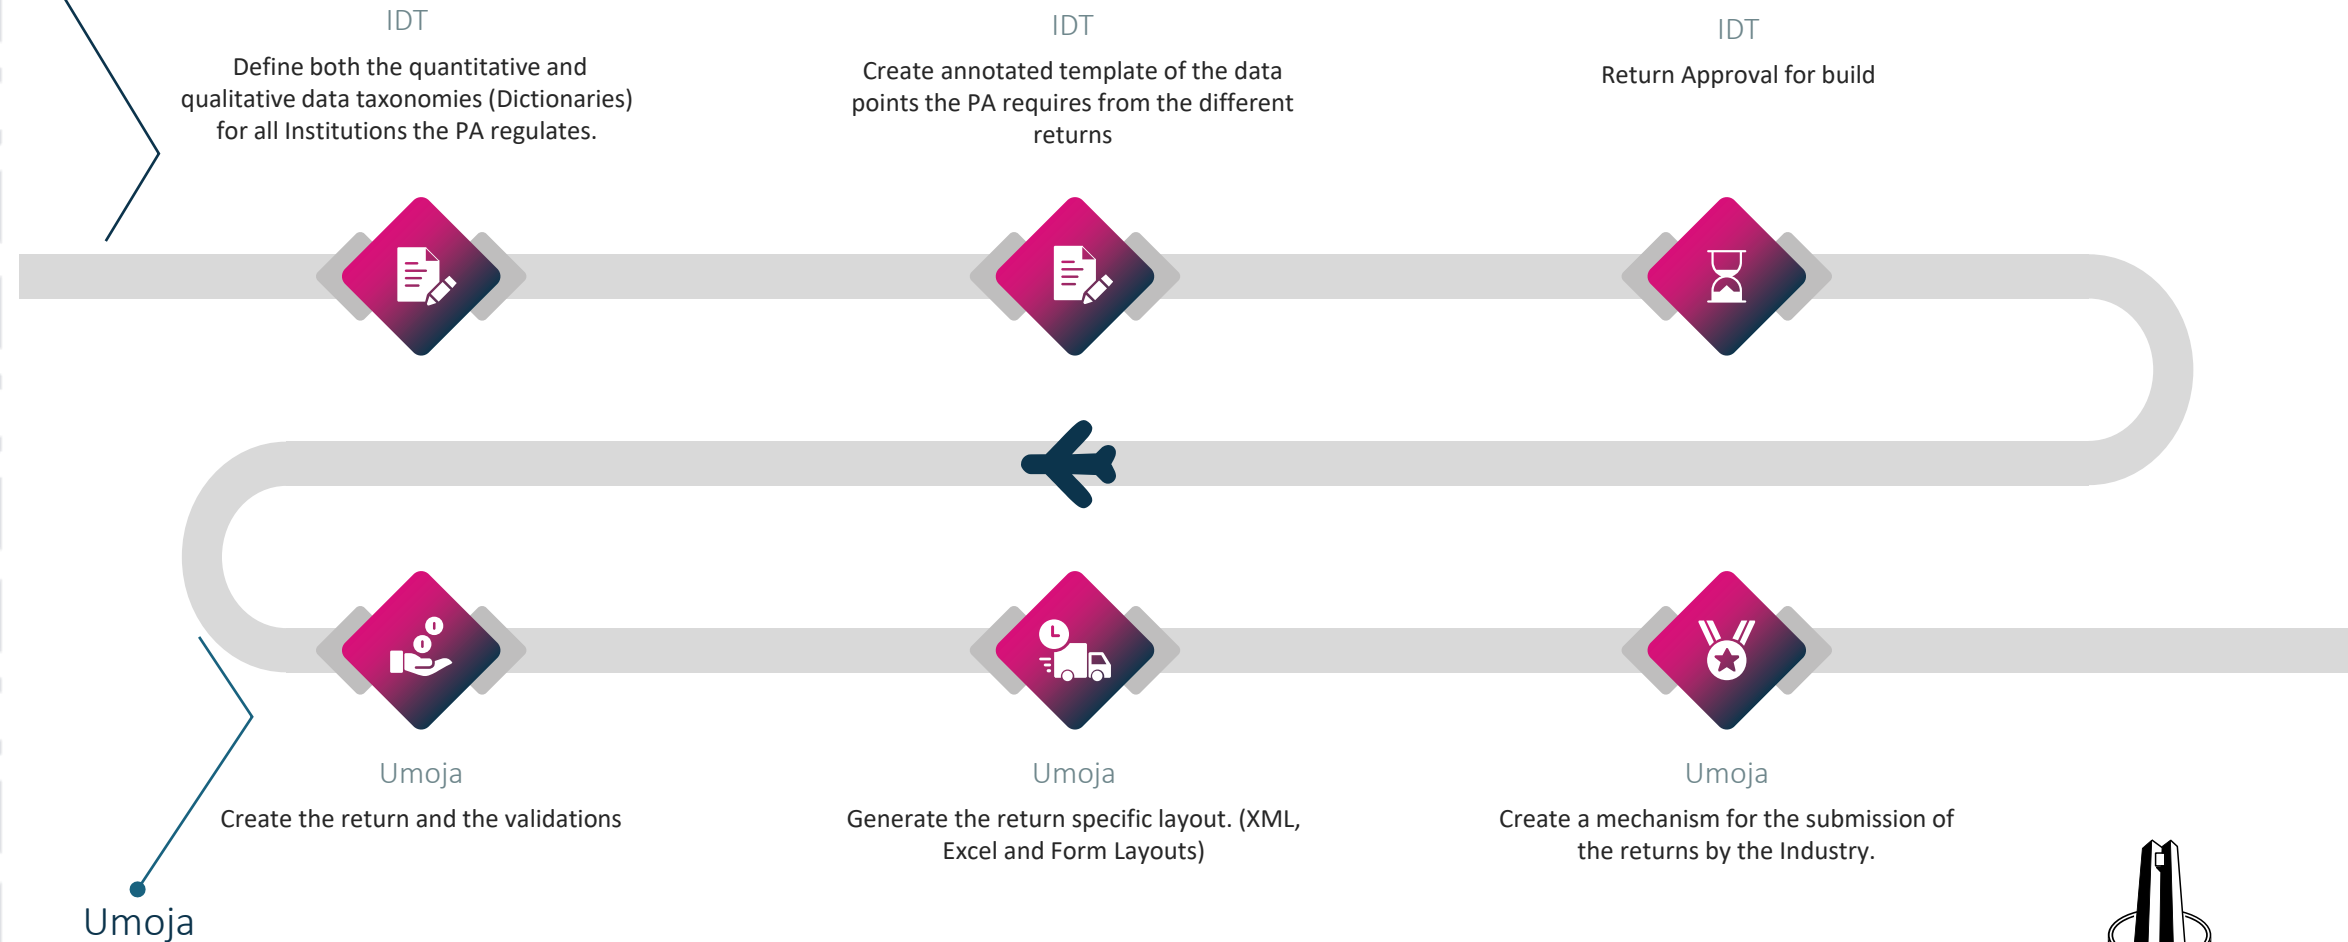 IDT
Define both the quantitative and
qualitative data taxonomies (Dictionaries)
for all Institutions the PA regulates.
IDT
Create annotated template of the data
points the PA requires from the different
returns
IDT
Return Approval for build
Umoja
Create the return and the validations
Umoja
Generate the return specific layout. (XML,
Excel and Form Layouts)
Umoja
Create a mechanism for the submission of
the returns by the Industry.
Umoja